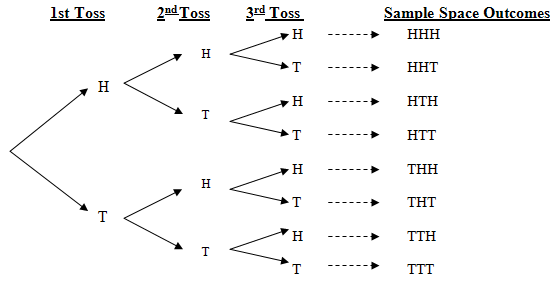 1st Toss 2nd Toss 3rd Toss Sample Space Outcomes
H HHH
H
T HHT
H
H HTH
T
T HTT
H THH
H
T THT
T
H TTH
T
T TTT